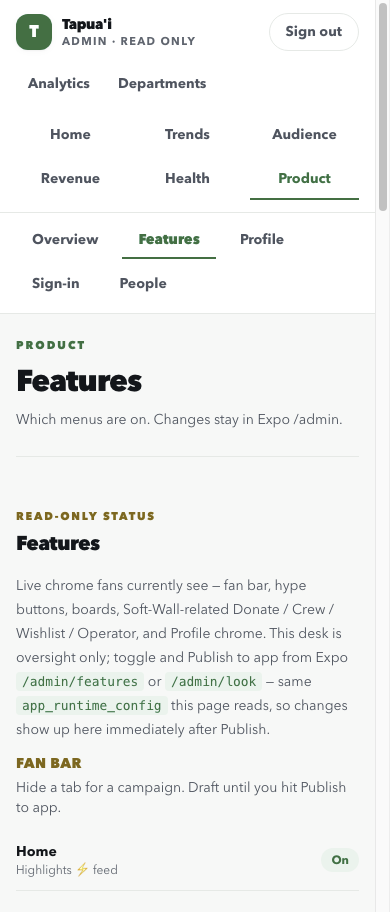 T
Tapua'i
ADMIN · READ ONLY
Sign out
Analytics Departments
Home Trends Audience
Revenue Health Product
Overview Features Profile
Sign-in People
PRODUCT
Features
Which menus are on. Changes stay in Expo /admin.
READ-ONLY STATUS
Features
Live chrome fans currently see — fan bar, hype
buttons, boards, Soft-Wall-related Donate / Crew /
Wishlist / Operator, and Profile chrome. This desk is
oversight only; toggle and Publish to app from Expo
/admin/features or /admin/look — same
app_runtime_config this page reads, so changes
show up here immediately after Publish.
FAN BAR
Hide a tab for a campaign. Draft until you hit Publish
to app.
Home
Highlights ⚡ feed
On